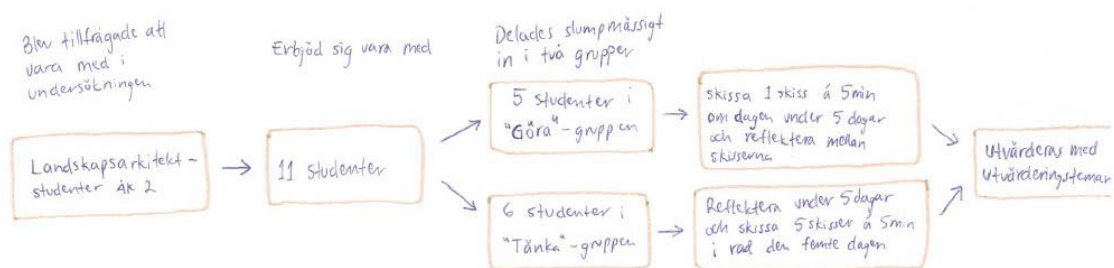 Blev tillfrågade att
vara med i
undersökningen
Erbjöd sig vara med
Delades slumpmässigt
in i två grupper
Landskapsarkitekt-
studenter åk 2
11 studenter
5 studenter i
"Göra"-gruppen
skissa 1 skiss á 5min
om dagen under 5 dagar
och reflektera mellan
skisserna
6 studenter i
"Tänka"-gruppen
Reflektera under 5 dagar
och skissa 5 skisser á 5min
i rad den femte dagen
Utvärderas med
utvärderingsteman